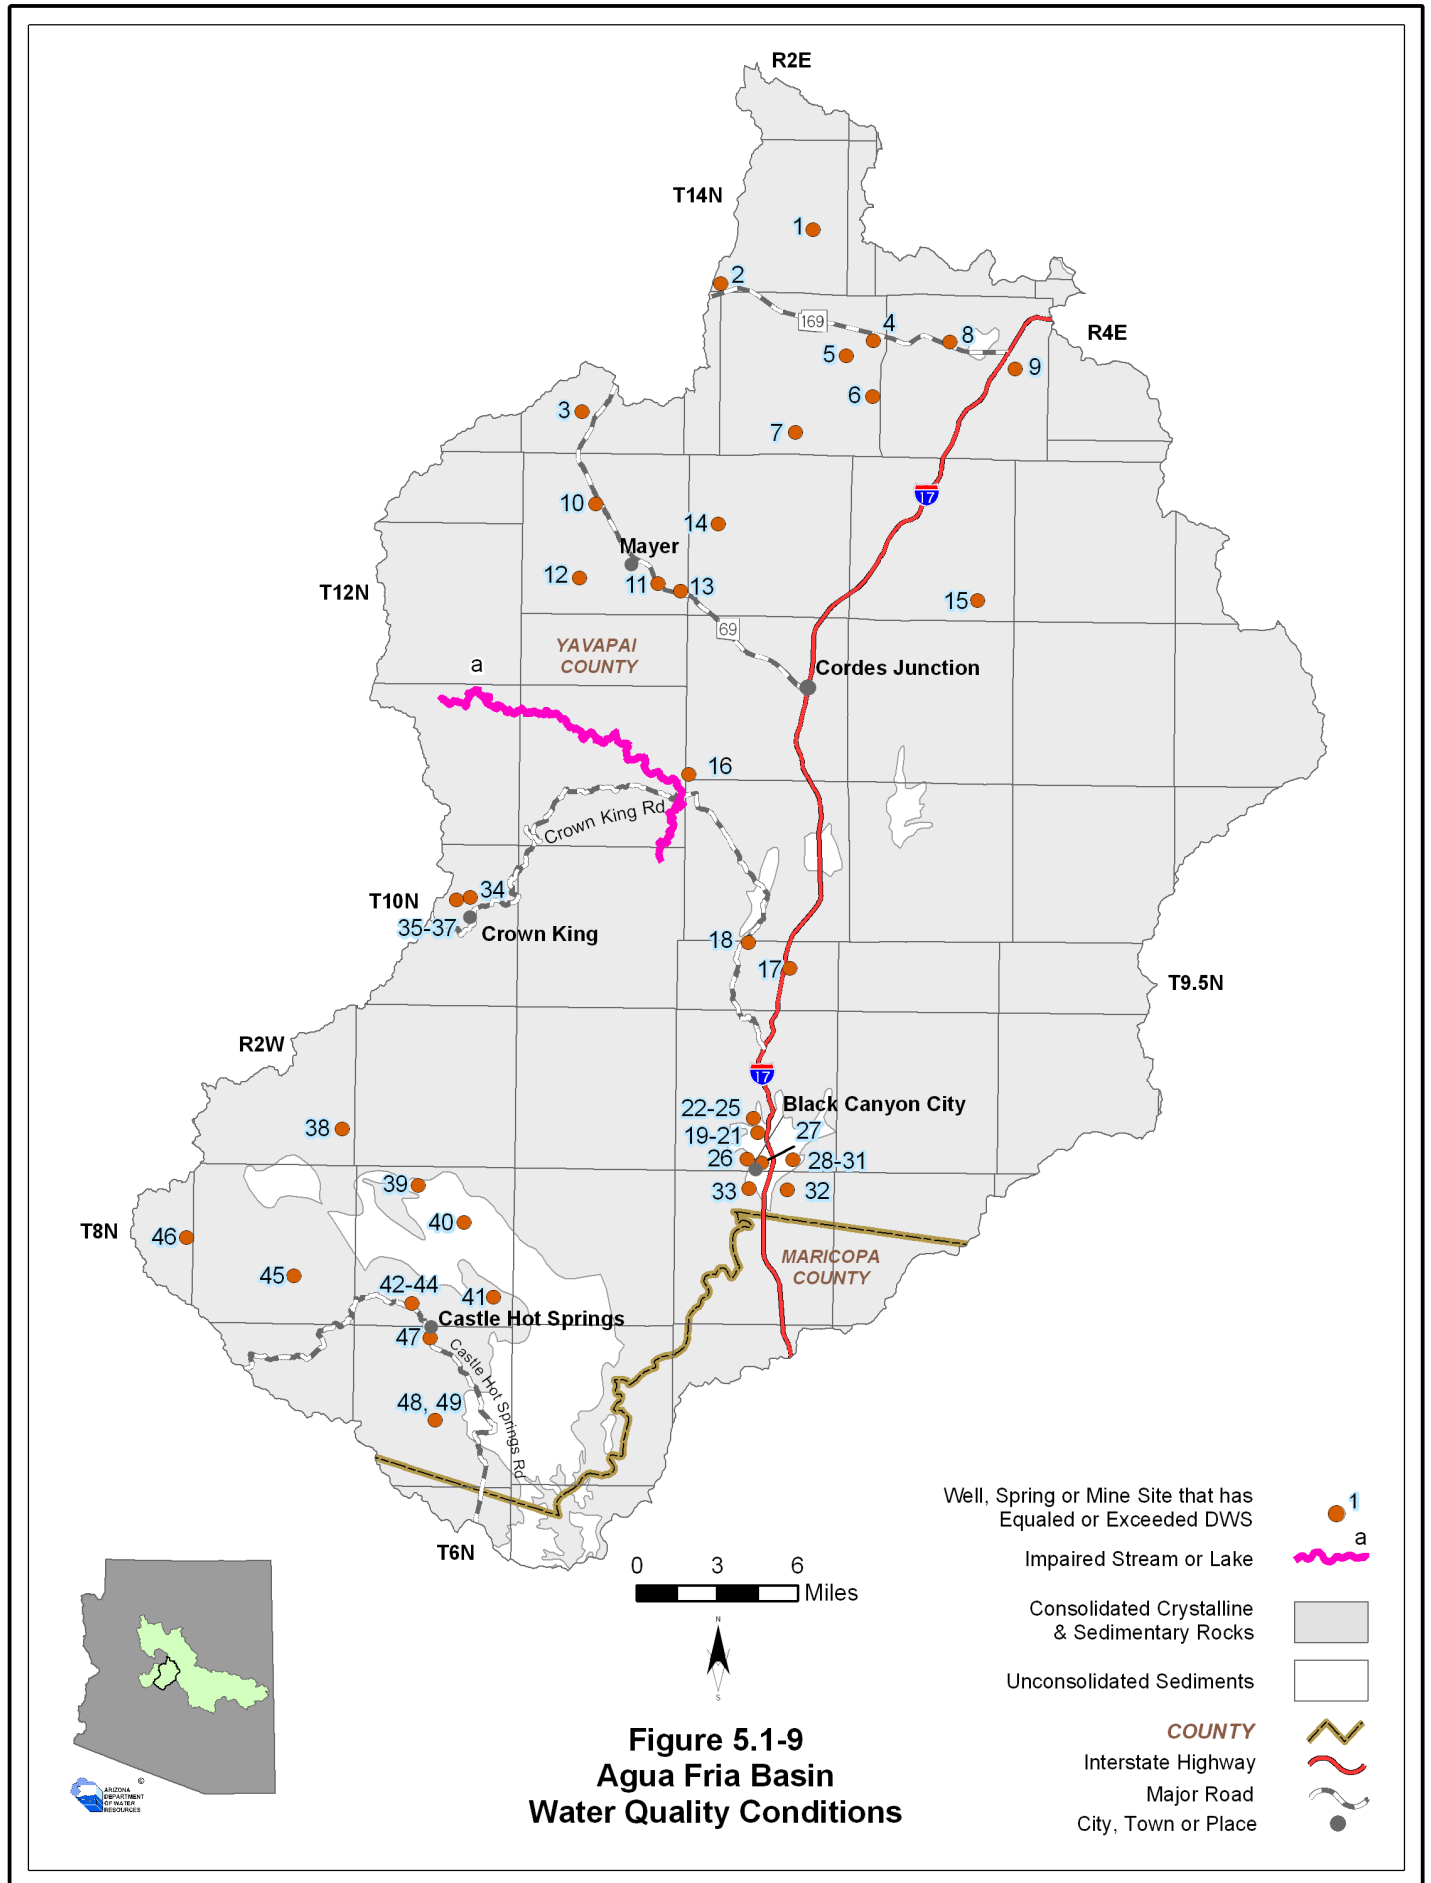 R2E
T14N
1
2
169
4
8
R4E
5
9
6
3
7
17
10
14
Mayer
12
11
13
T12N
15
69
YAVAPAI
COUNTY
a
Cordes Junction
16
Crown King Rd
34
T10N
35-37
Crown King
18
17
T9.5N
R2W
17
Black Canyon City
22-25
19-21
27
38
26
28-31
39
33
32
40
T8N
46
MARICOPA
COUNTY
45
42-44
41
Castle Hot Springs
47
Castle Hot Springs Rd
48, 49
T6N
Well, Spring or Mine Site that has
Equaled or Exceeded DWS
1
a
Impaired Stream or Lake
0 3 6
Miles
Consolidated Crystalline
& Sedimentary Rocks
N
S
Unconsolidated Sediments
COUNTY
Interstate Highway
Major Road
City, Town or Place
Figure 5.1-9
Agua Fria Basin
Water Quality Conditions
©
ARIZONA
DEPARTMENT
OF WATER
RESOURCES